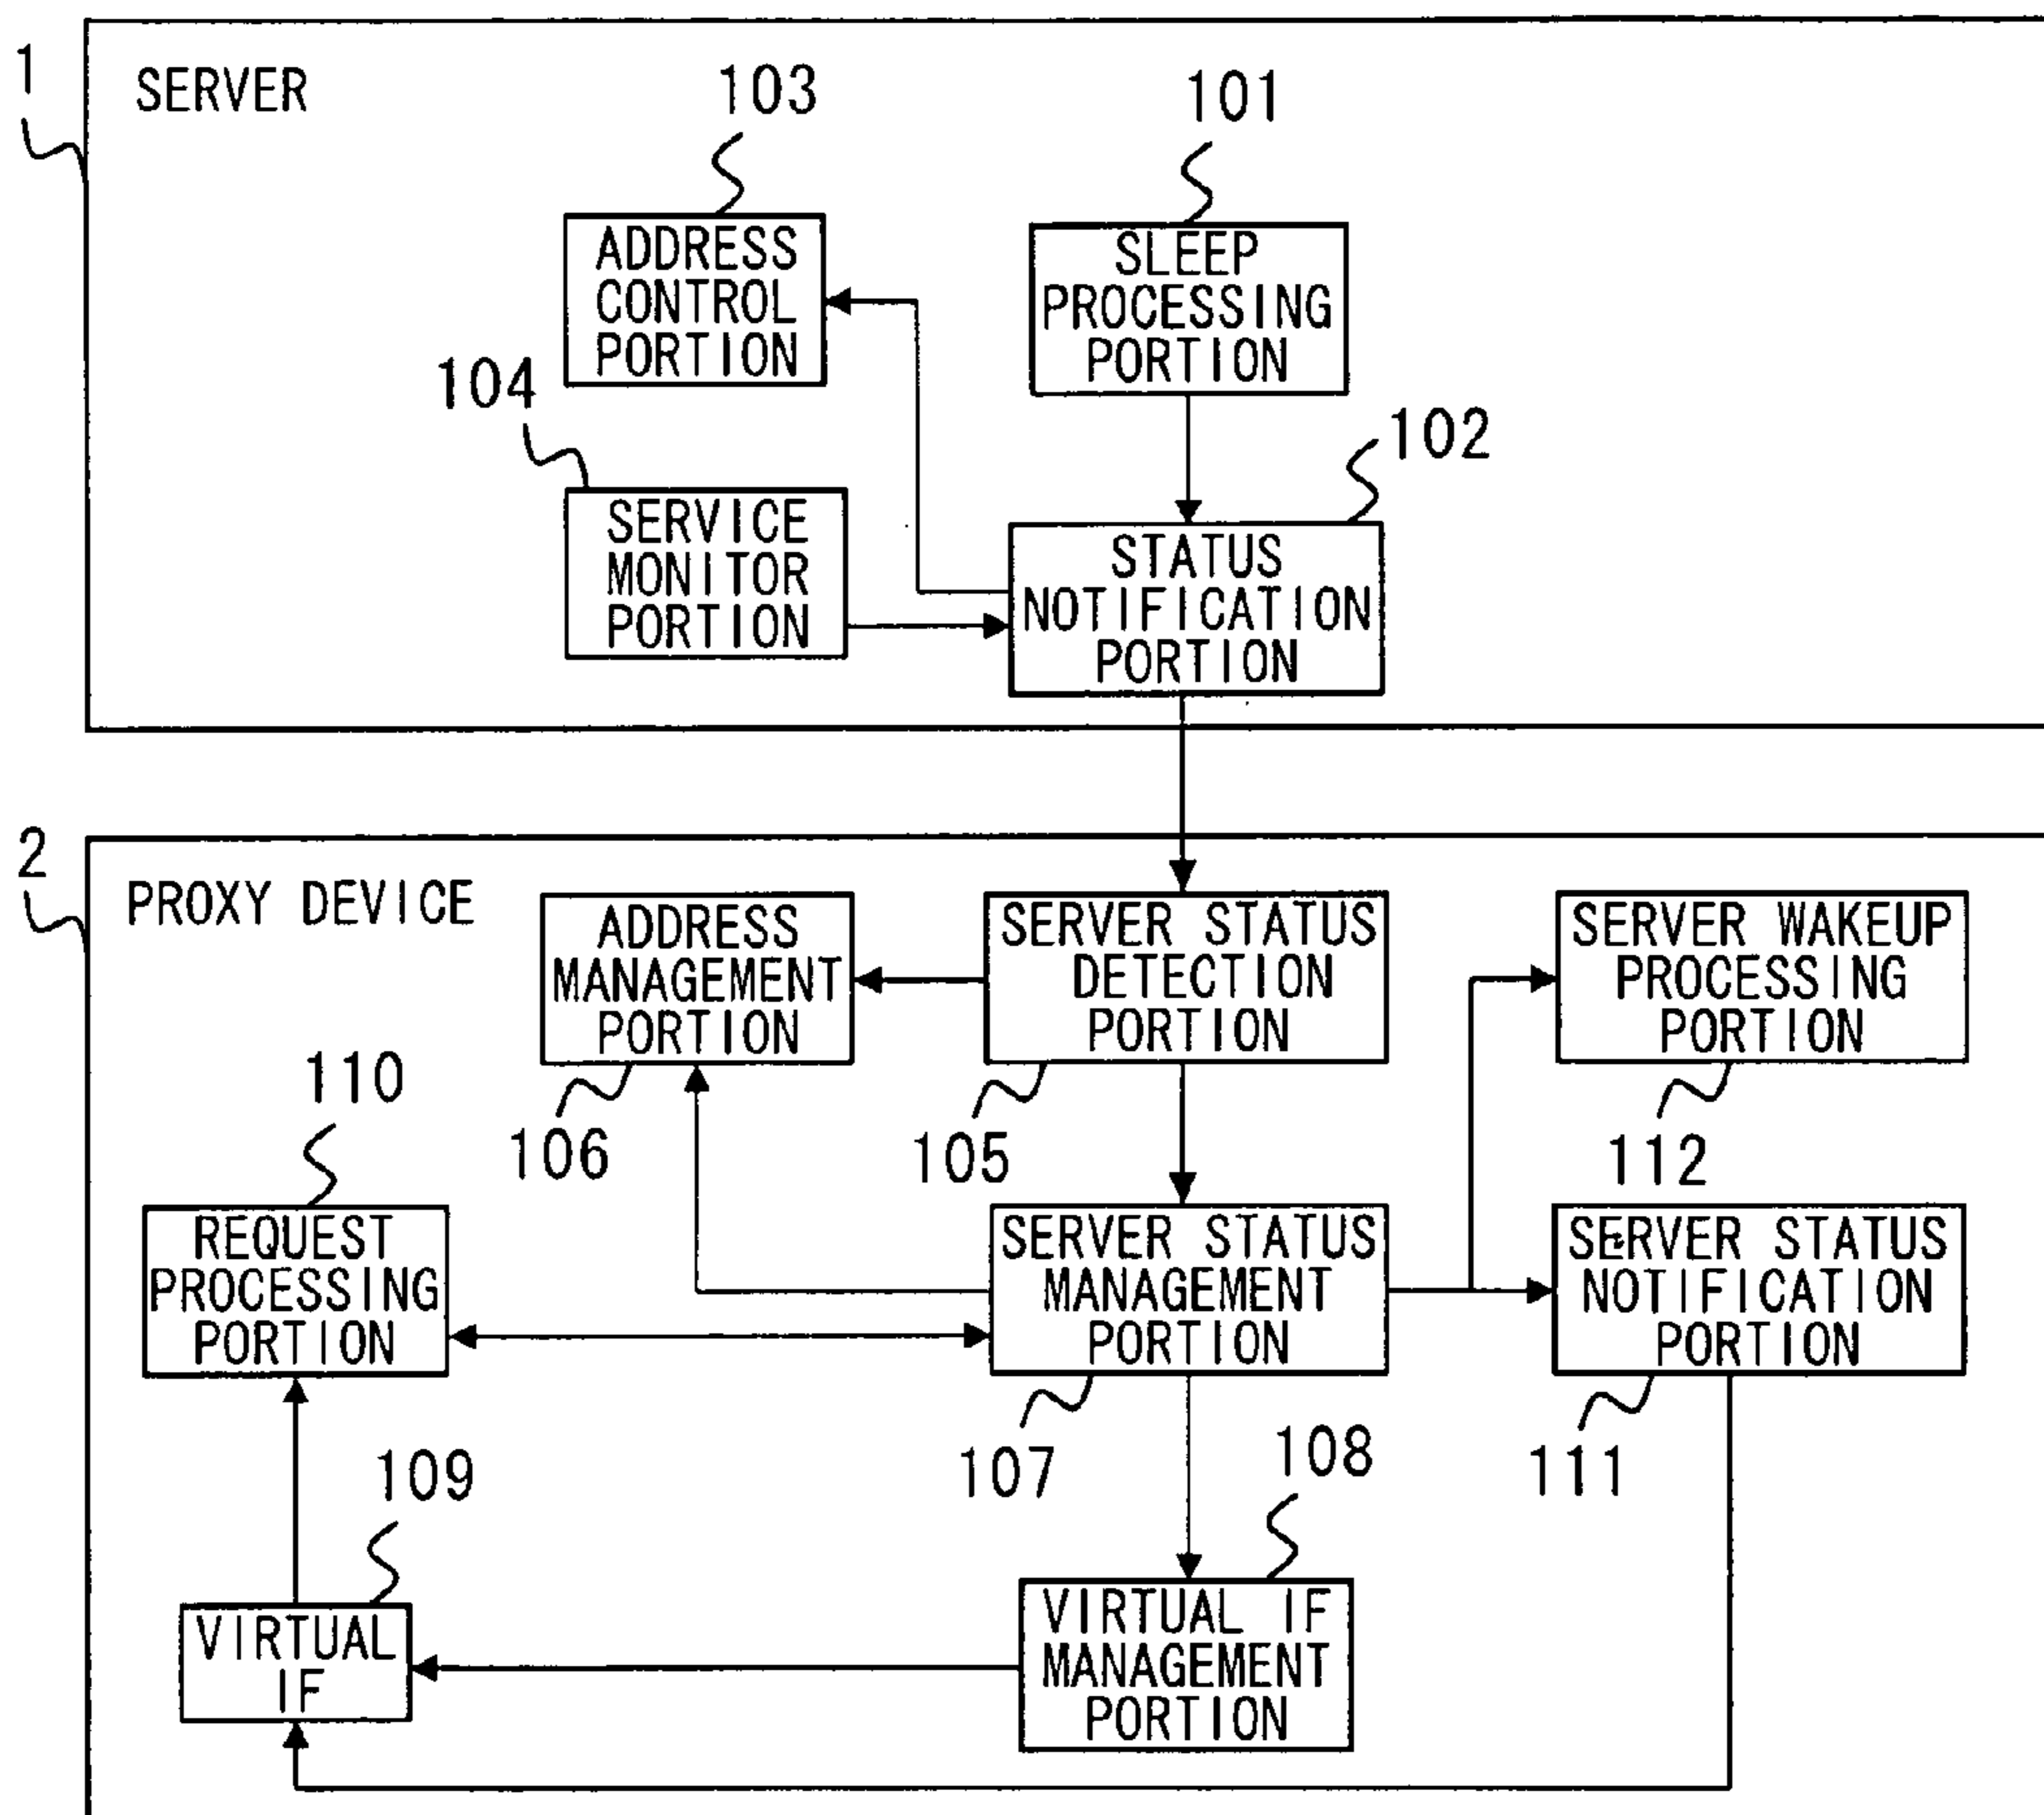 1
SERVER
103
101
ADDRESS
CONTROL
PORTION
SLEEP
PROCESSING
PORTION
104
102
SERVICE
MONITOR
PORTION
STATUS
NOTIFICATION
PORTION
2
PROXY DEVICE
ADDRESS
MANAGEMENT
PORTION
SERVER STATUS
DETECTION
PORTION
SERVER WAKEUP
PROCESSING
PORTION
110
106
105
112
REQUEST
PROCESSING
PORTION
SERVER STATUS
MANAGEMENT
PORTION
SERVER STATUS
NOTIFICATION
PORTION
109
107
108
111
VIRTUAL
IF
VIRTUAL IF
MANAGEMENT
PORTION